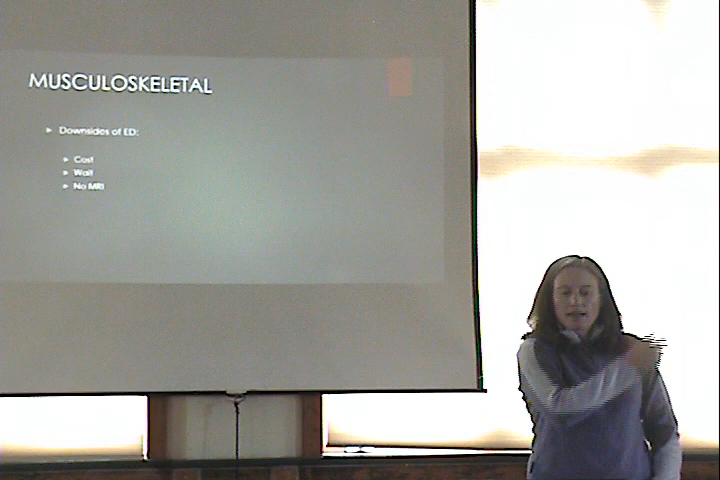 MUSCULOSKELETAL
Downsides of ED:
Cost
Wait
No MRI